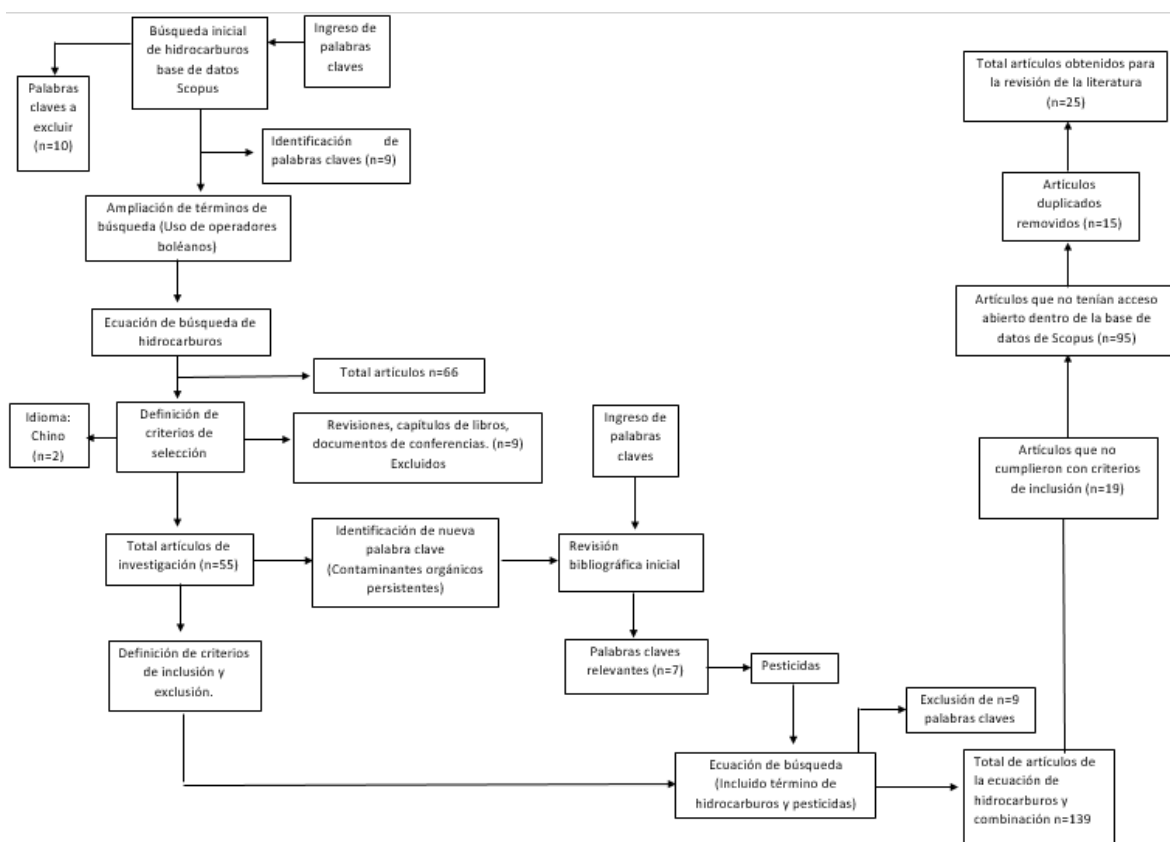 Búsqueda inicial
de hidrocarburos
base de datos
Scopus
Ingreso de
palabras
claves
Palabras
claves a
excluir
(n=10)
Identificación de
palabras claves (n=9)
Ampliación de términos de
búsqueda (Uso de operadores
boléanos)
Ecuación de búsqueda de
hidrocarburos
Total artículos n=66
Idioma:
Chino
(n=2)
Definición de
criterios de
selección
Revisiones, capítulos de libros,
documentos de conferencias. (n=9)
Excluidos
Total artículos de
investigación (n=55)
Identificación de nueva
palabra clave
(Contaminantes orgánicos
persistentes)
Ingreso de
palabras
claves
Revisión
bibliográfica inicial
Definición de criterios
de inclusión y
exclusión.
Palabras claves
relevantes (n=7)
Pesticidas
Exclusión de n=9
palabras claves
Ecuación de búsqueda
(Incluido término de
hidrocarburos y pesticidas)
Total de artículos de
la ecuación de
hidrocarburos y
combinación n=139
Artículos que no
cumplieron con criterios
de inclusión (n=19)
Artículos que no tenían acceso
abierto dentro de la base de
datos de Scopus (n=95)
Artículos
duplicados
removidos (n=15)
Total artículos obtenidos para
la revisión de la literatura
(n=25)